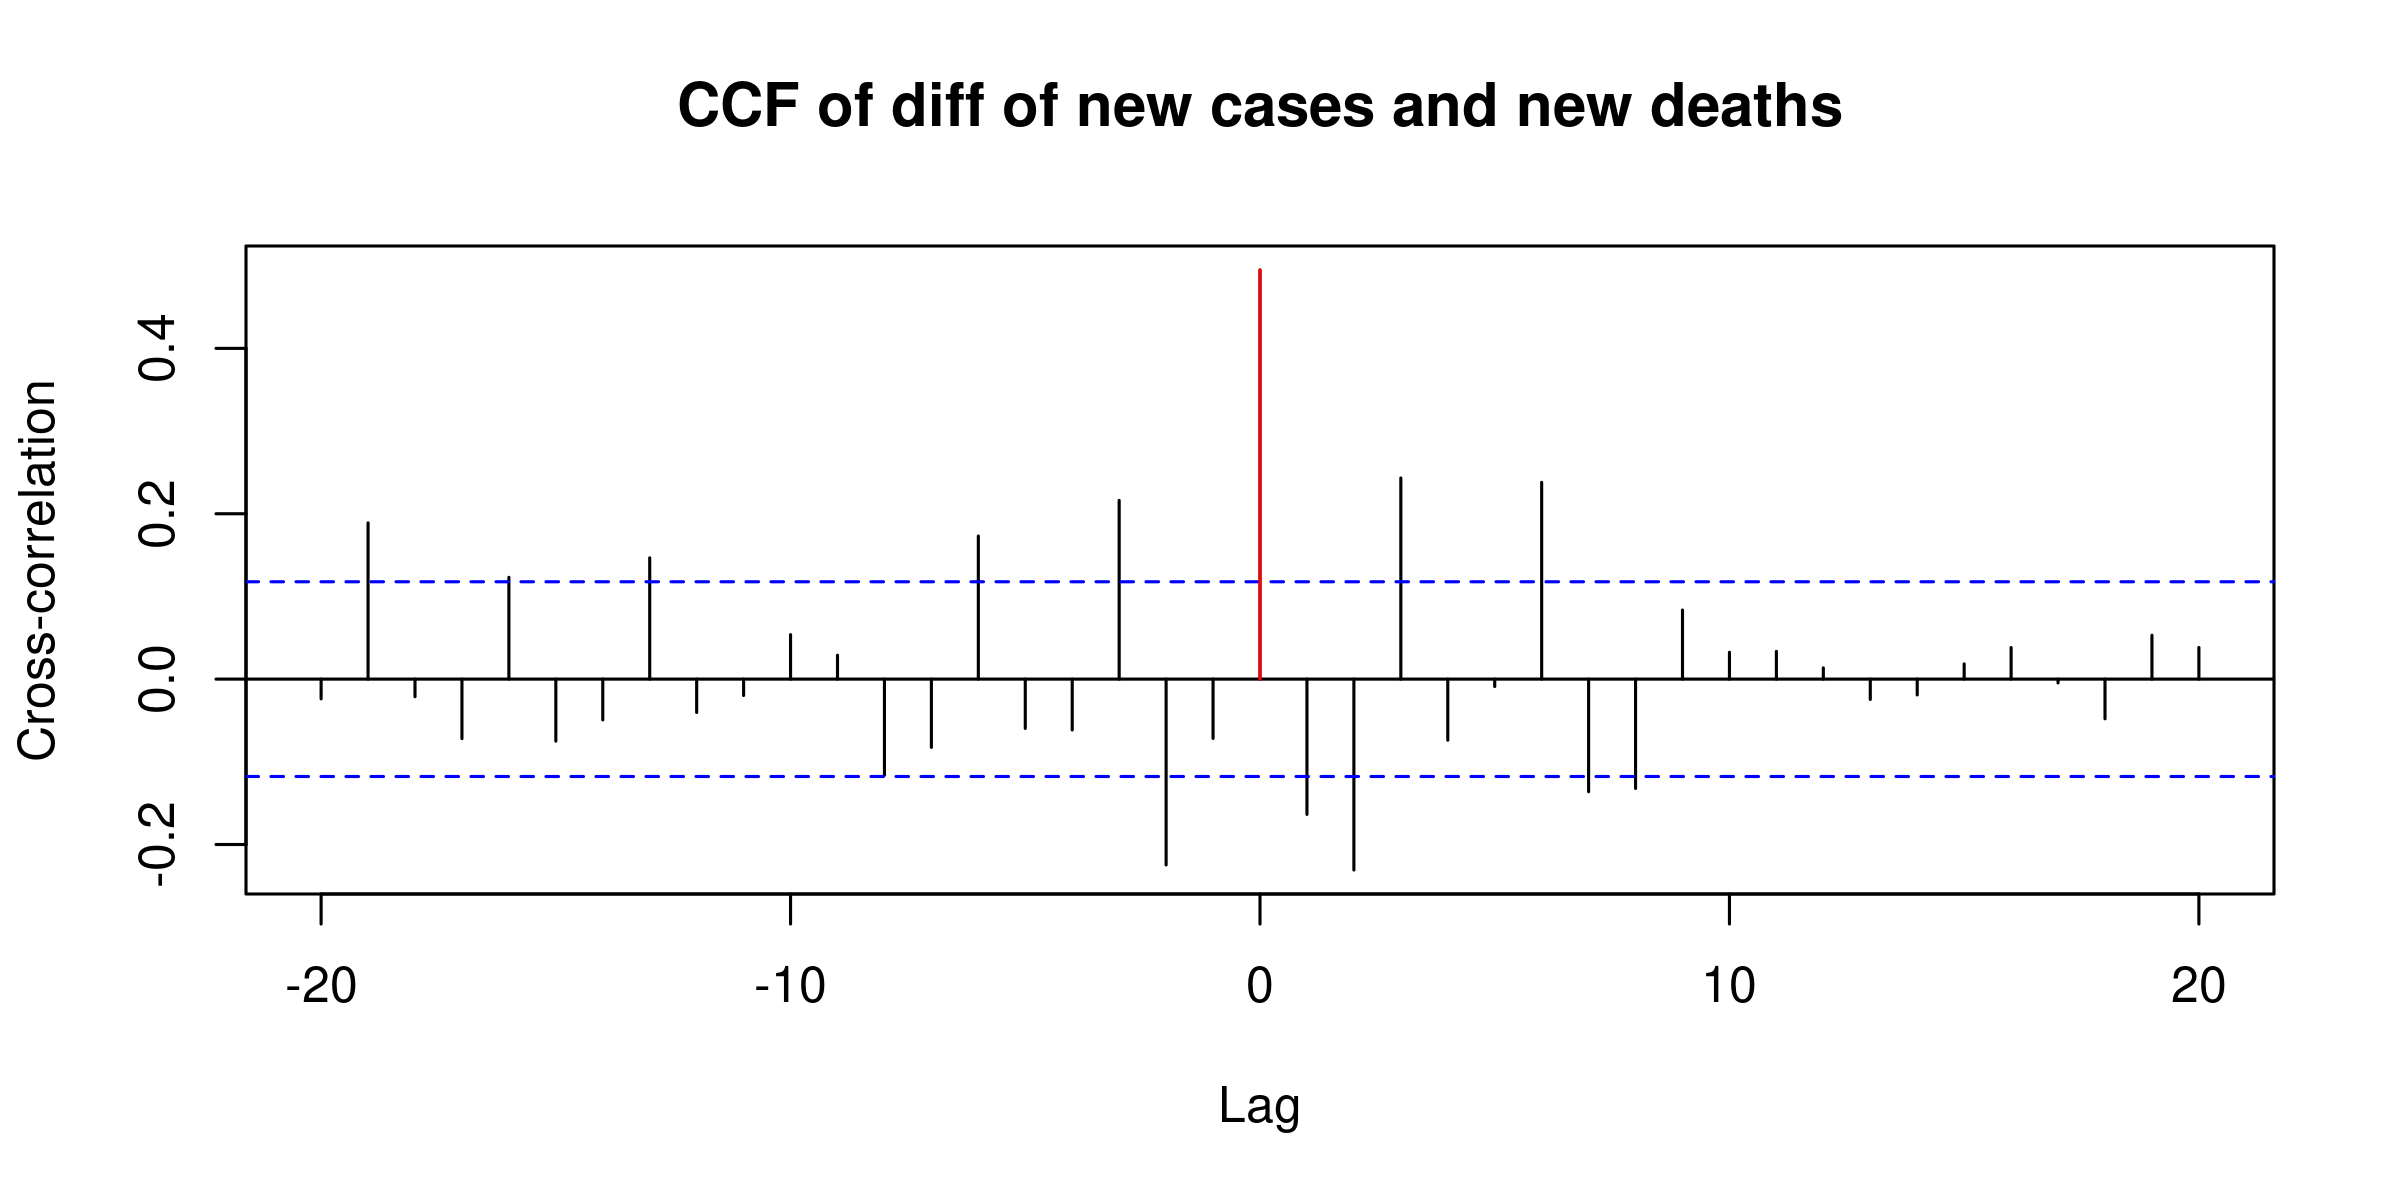 CCF of diff of new cases and new deaths
Cross-correlation
0.4
0.2
0.0
-0.2
-20 -10 0 10 20
Lag